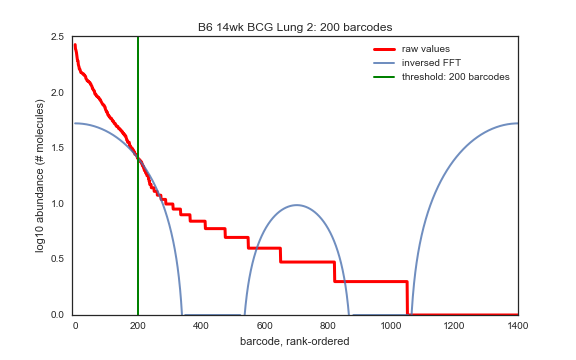 B6 14wk BCG Lung 2: 200 barcodes
raw values
inversed FFT
threshold: 200 barcodes
log10 abundance (# molecules)
2.5
2.0
1.5
1.0
0.5
0.0
0 200 400 600 800 1000 1200 1400
barcode, rank-ordered